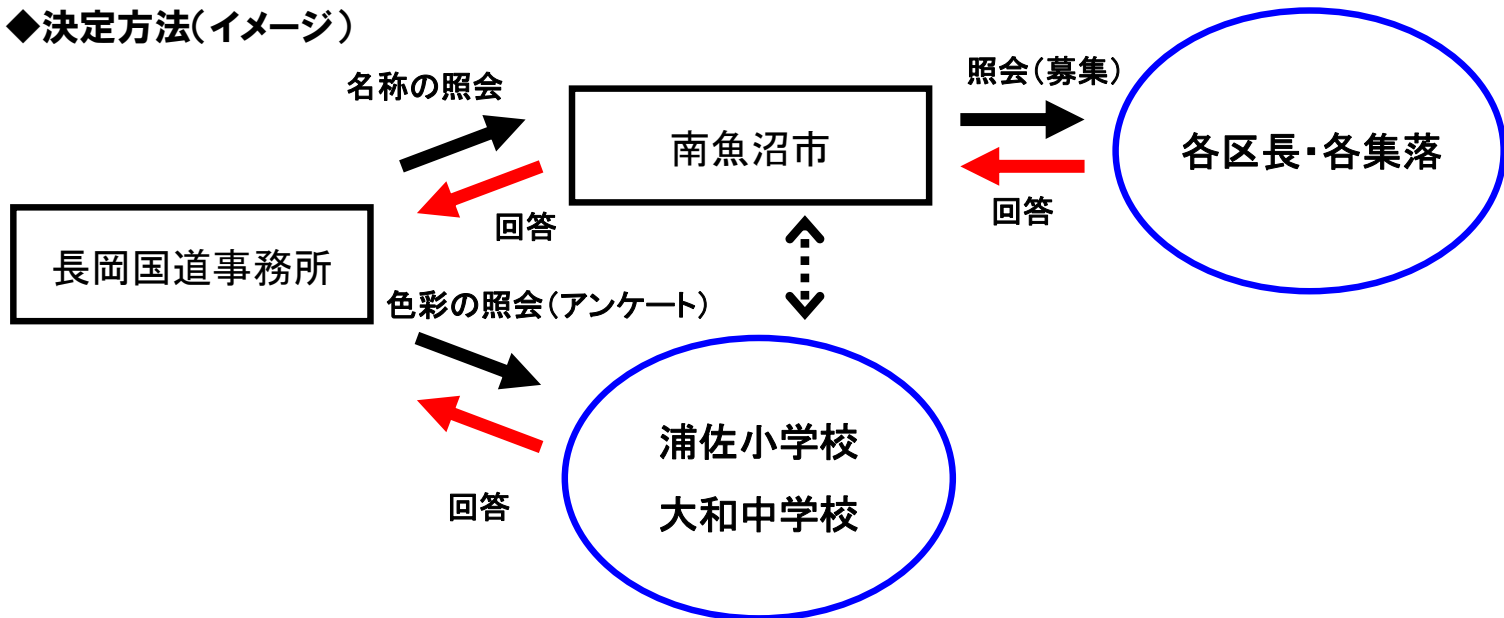 ◆決定方法(イメージ)
名称の照会
照会(募集)
南魚沼市
各区長・各集落
回答
回答
長岡国道事務所
色彩の照会(アンケート)
浦佐小学校
大和中学校
回答